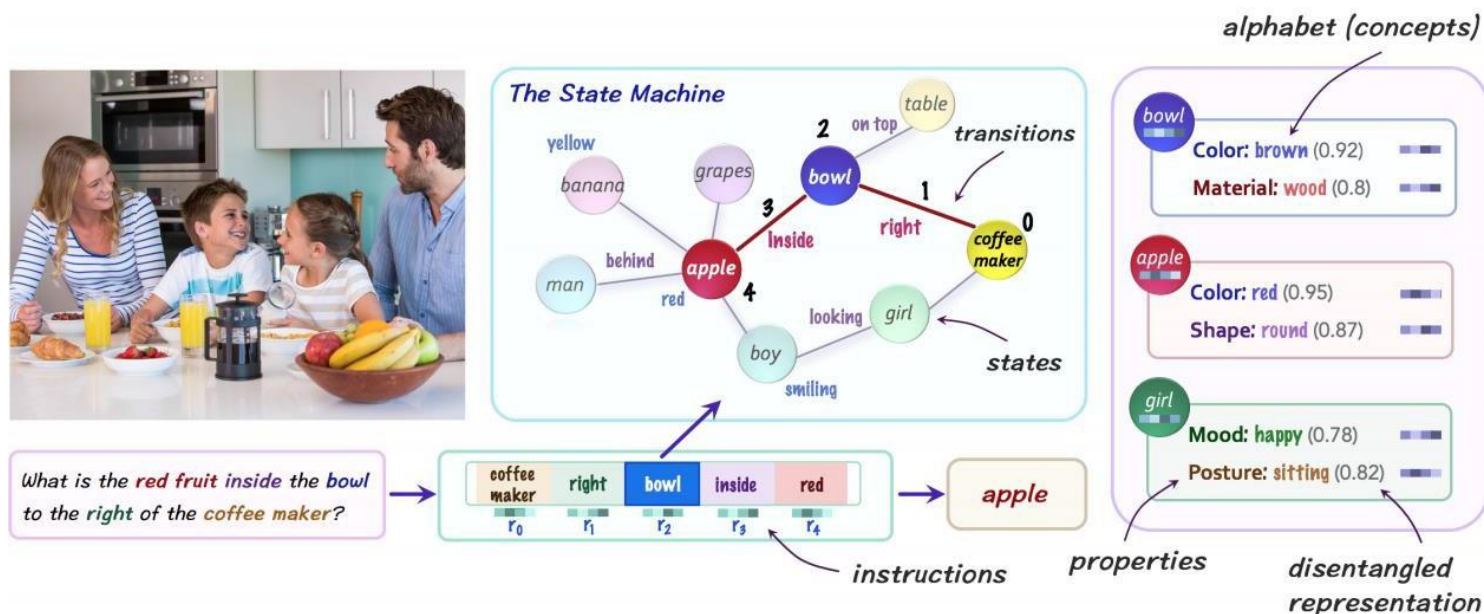 alphabet (concepts)
The State Machine
table
2
on top
transitions
yellow
banana
grapes
bowl
1
3
Inside
right
0
coffee
maker
behind
man
apple
red
4
looking
girl
boy
smiling
states
bowl
Color: brown (0.92)
Material: wood (0.8)
apple
Color: red (0.95)
Shape: round (0.87)
girl
Mood: happy (0.78)
Posture: sitting (0.82)
What is the red fruit inside the bowl
to the right of the coffee maker?
coffee
maker
right
bowl
inside
red
r0
r1
r2
r3
r4
apple
instructions
properties
disentangled
representation